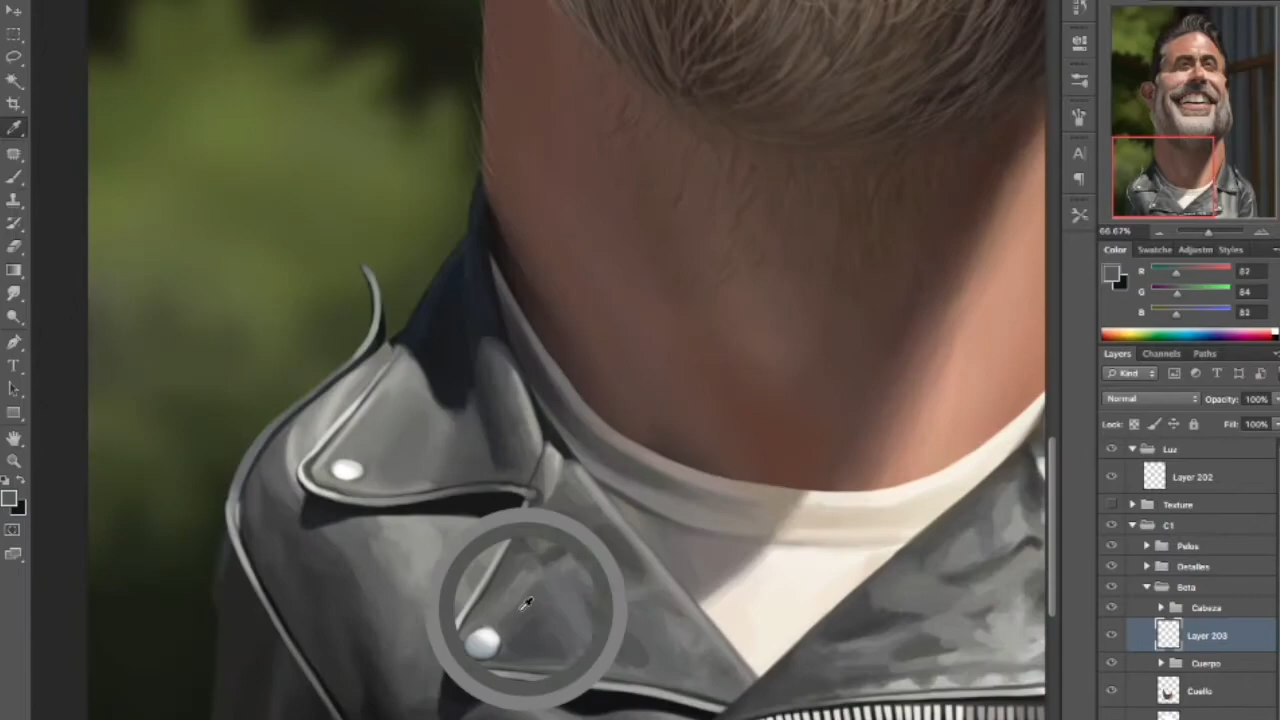 66.67%
Color Swatche Adjustm Styles
R 82
G 84
B 83
Layers Channels Paths
Kind
Normal Opacity: 100%
Lock: Fill: 100%
Luz
Layer 202
Texture
C1
Pelos
Detalles
Beta
Cabeza
Layer 203
Cuerpo
Cuello